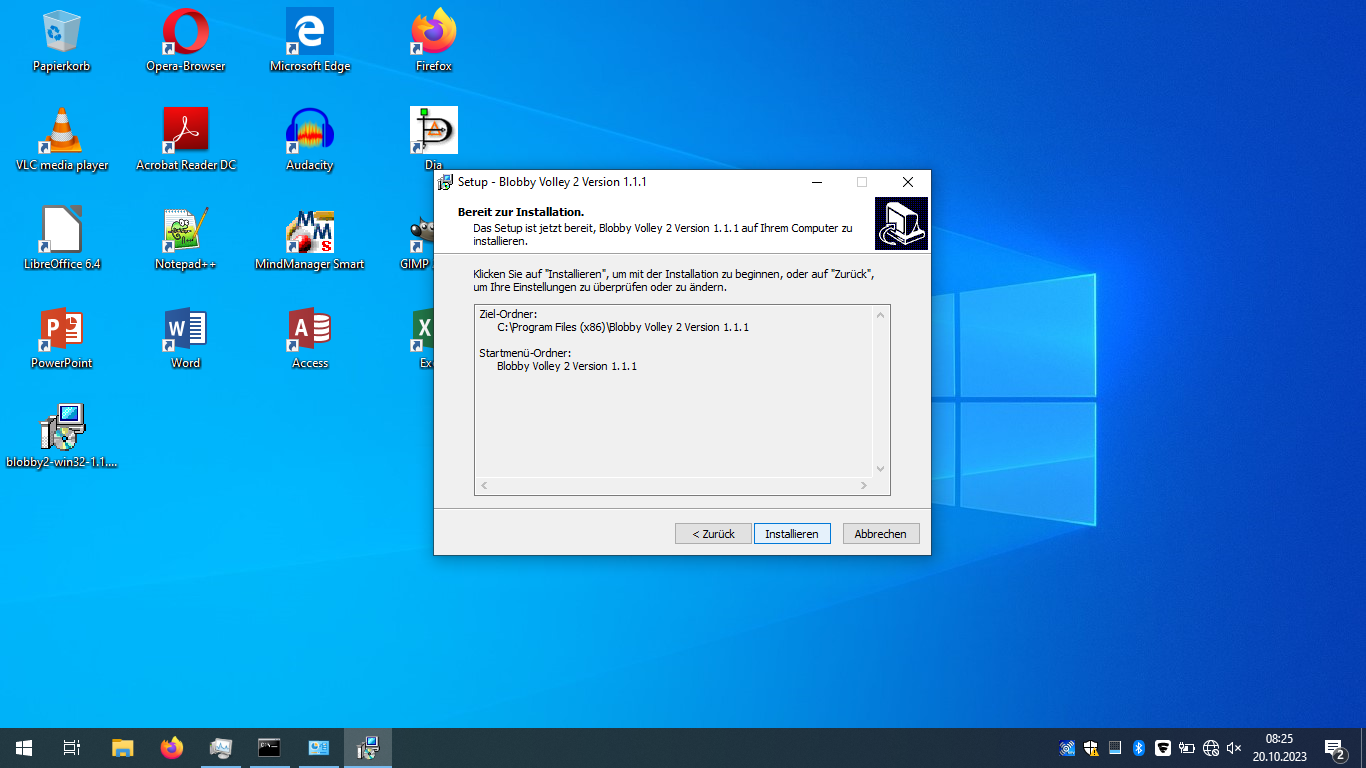 Papierkorb
Opera-Browser
Microsoft Edge
Firefox
VLC media player
Acrobat Reader DC
Audacity
Dia
LibreOffice 6.4
Notepad++
MindManager Smart
GIMP
PowerPoint
Word
Access
Ex
blobby2-win32-1.1....
Setup - Blobby Volley 2 Version 1.1.1
Bereit zur Installation.
Das Setup ist jetzt bereit, Blobby Volley 2 Version 1.1.1 auf Ihrem Computer zu
installieren.
Klicken Sie auf "Installieren", um mit der Installation zu beginnen, oder auf "Zurück",
um Ihre Einstellungen zu überprüfen oder zu ändern.
Ziel-Ordner:
C:\Program Files (x86)\Blobby Volley 2 Version 1.1.1
Startmenü-Ordner:
Blobby Volley 2 Version 1.1.1
< Zurück
Installieren
Abbrechen
08:25
20.10.2023
2